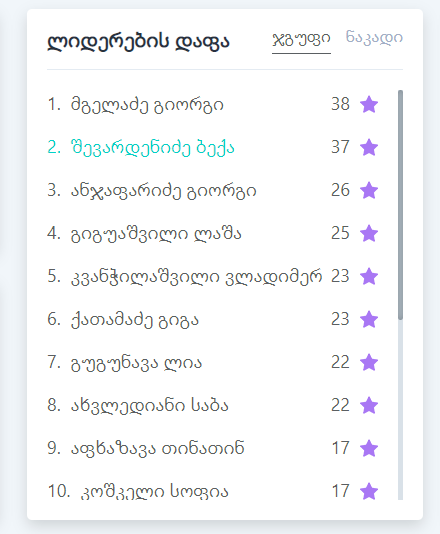 ლიდერების დაფა ჯგუფი ნაკადი
1. მგელაძე გიორგი 38
2. შევარდენიძე ბექა 37
3. ანჯაფარიძე გიორგი 26
4. გიგუაშვილი ლაშა 25
5. კვანჭილაშვილი ვლადიმერ 23
6. ქათამაძე გიგა 23
7. გუგუნავა ლია 22
8. ახვლედიანი საბა 22
9. აფხაზავა თინათინ 17
10. კოშკელი სოფია 17